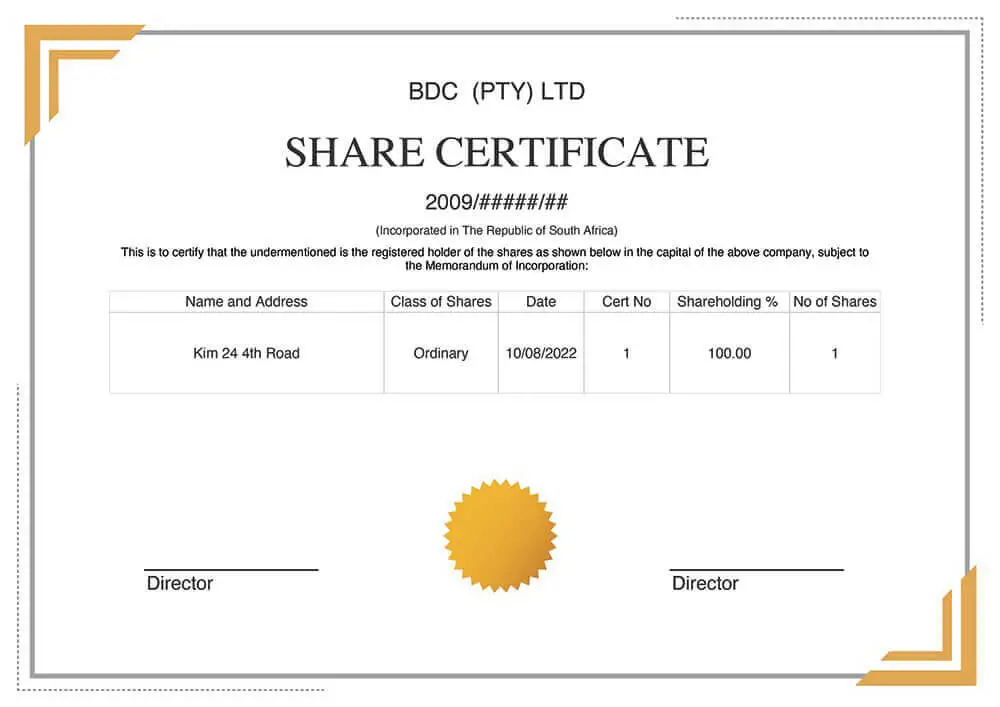 BDC (PTY) LTD
SHARE CERTIFICATE
2009/#####/##
(Incorporated in The Republic of South Africa)
This is to certify that the undermentioned is the registered holder of the shares as shown below in the capital of the above company, subject to
the Memorandum of Incorporation:
Name and Address Class of Shares Date Cert No Shareholding % No of Shares
Kim 24 4th Road Ordinary 10/08/2022 1 100.00 1
Director Director